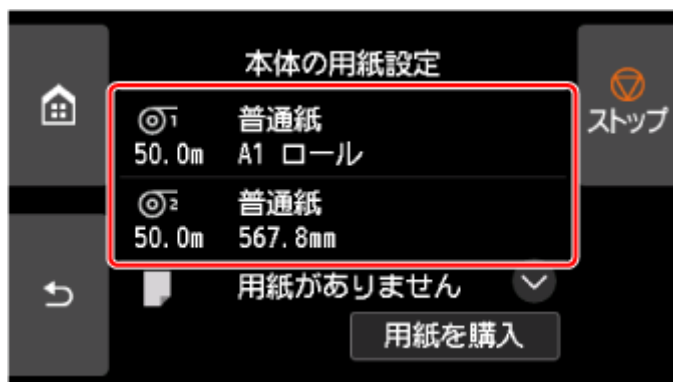 本体の用紙設定
ストップ
1 普通紙
50.0m A1 ロール
2 普通紙
50.0m 567.8mm
用紙がありません
用紙を購入